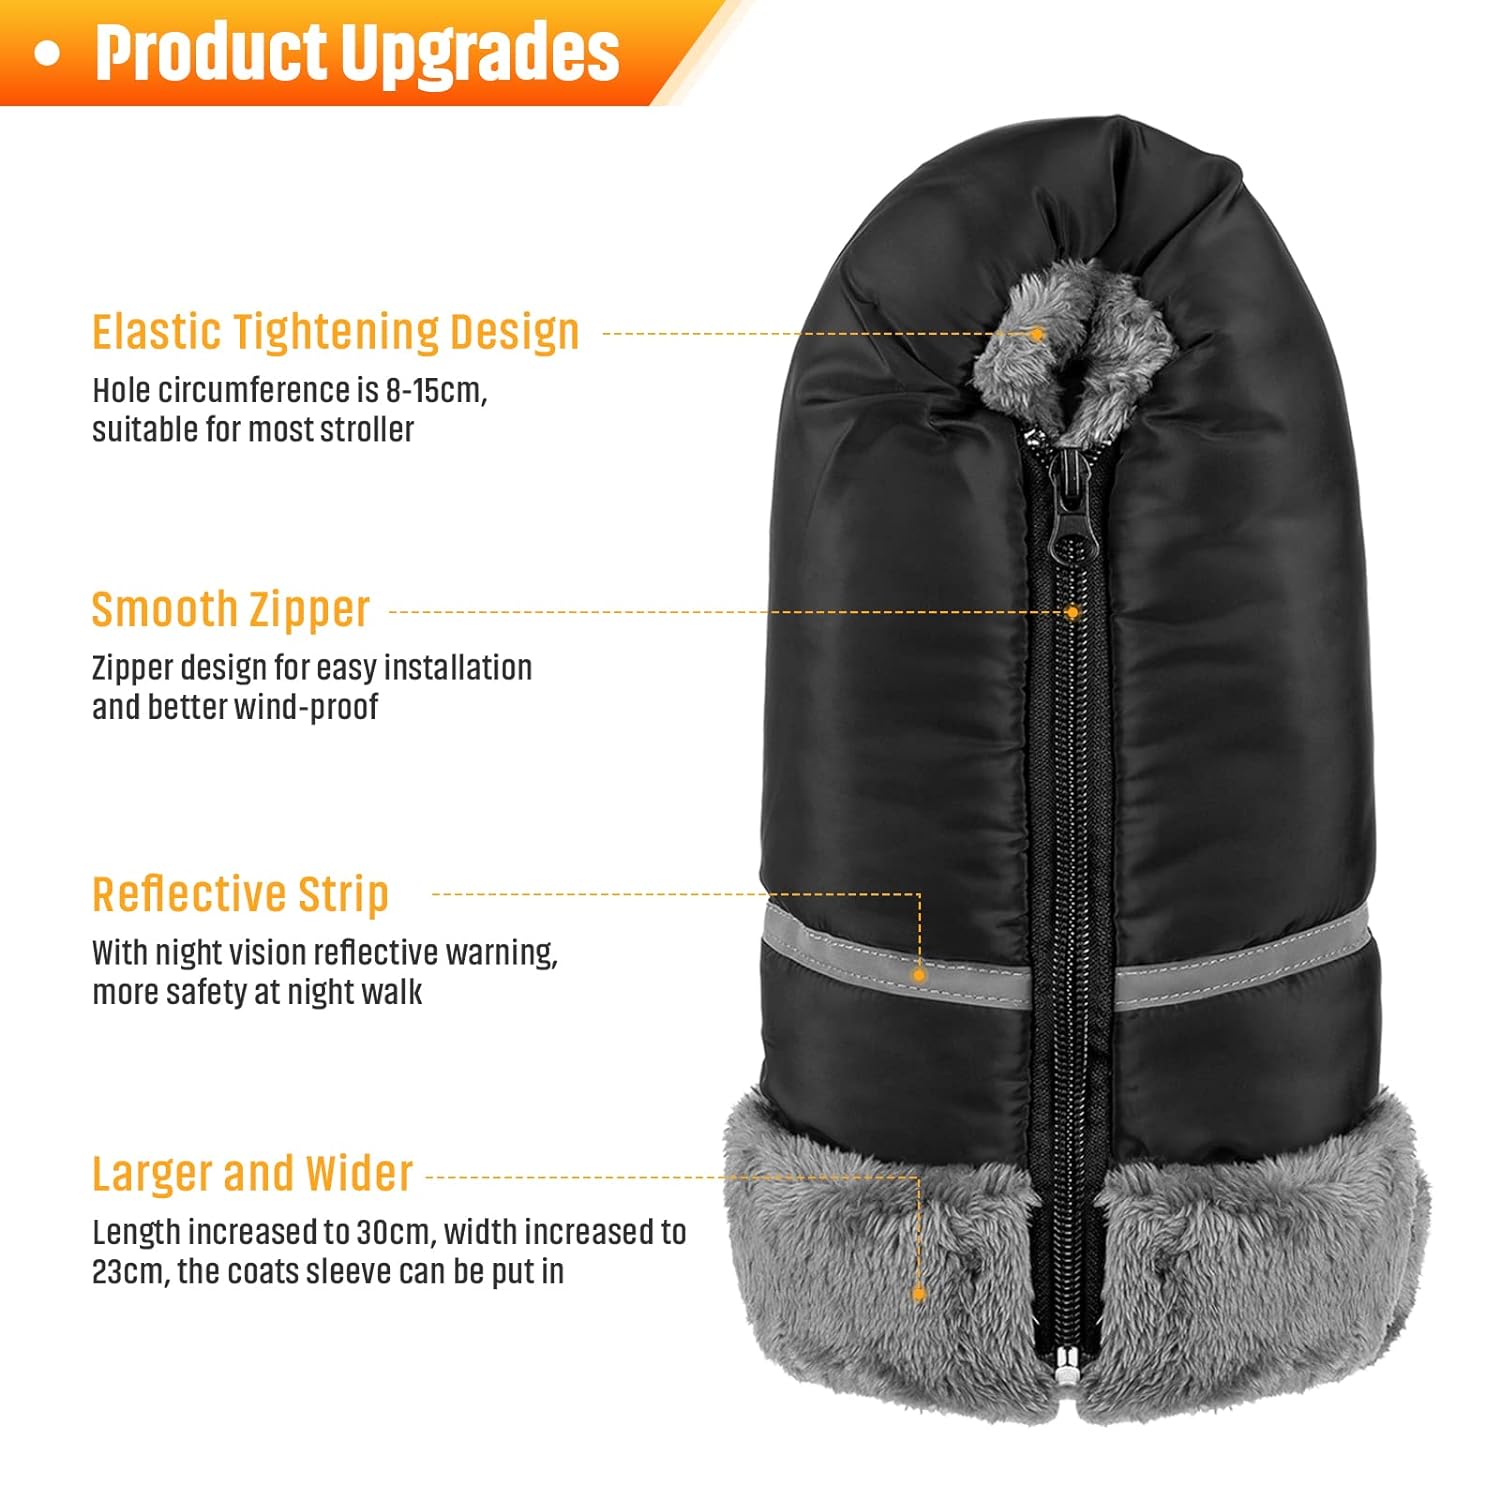 Product Upgrades
Elastic Tightening Design
Hole circumference is 8-15cm,
suitable for most stroller
Smooth Zipper
Zipper design for easy installation
and better wind-proof
Reflective Strip
With night vision reflective warning,
more safety at night walk
Larger and Wider
Length increased to 30cm, width increased to
23cm, the coats sleeve can be put in